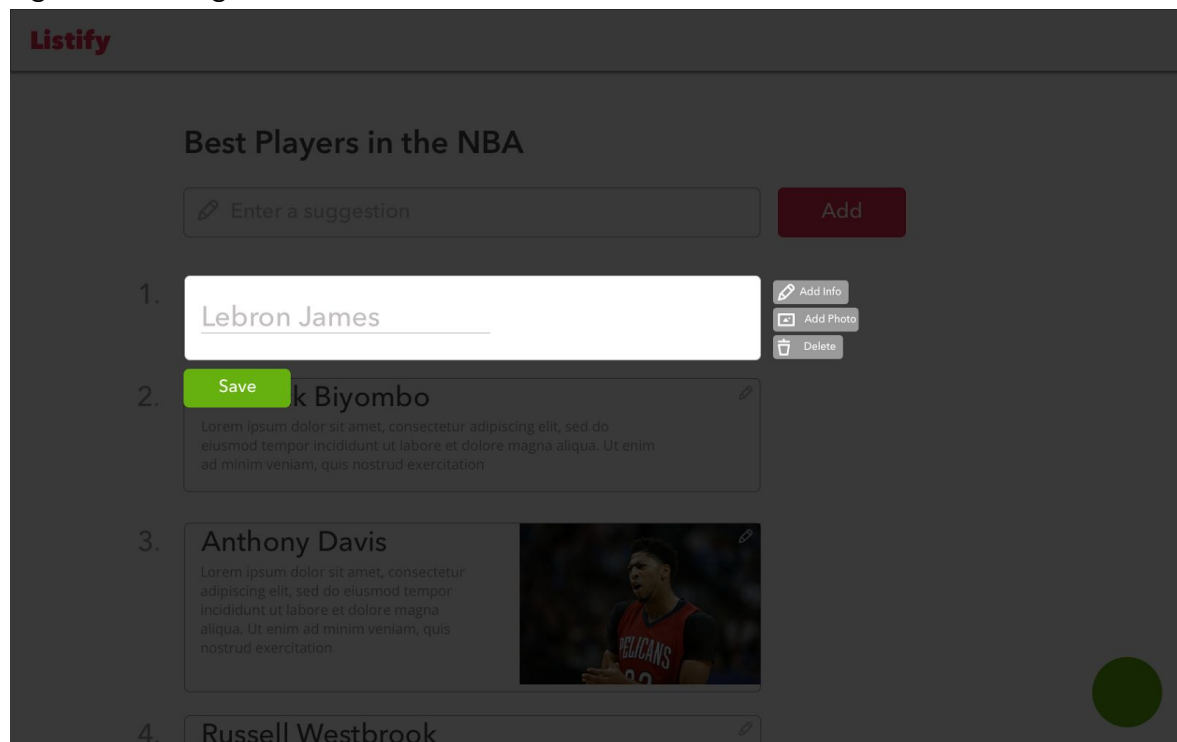 Listify
Best Players in the NBA
Enter a suggestion
Add
1.
Lebron James
Add Info
Add Photo
Delete
Save
2.
k Biyombo
Lorem ipsum dolor sit amet, consectetur adipiscing elit, sed do
eiusmod tempor incididunt ut labore et dolore magna aliqua. Ut enim
ad minim veniam, quis nostrud exercitation
3.
Anthony Davis
Lorem ipsum dolor sit amet, consectetur
adipiscing elit, sed do eiusmod tempor
incididunt ut labore et dolore magna
aliqua. Ut enim ad minim veniam, quis
nostrud exercitation
PELICANS
4.
Russell Westbrook